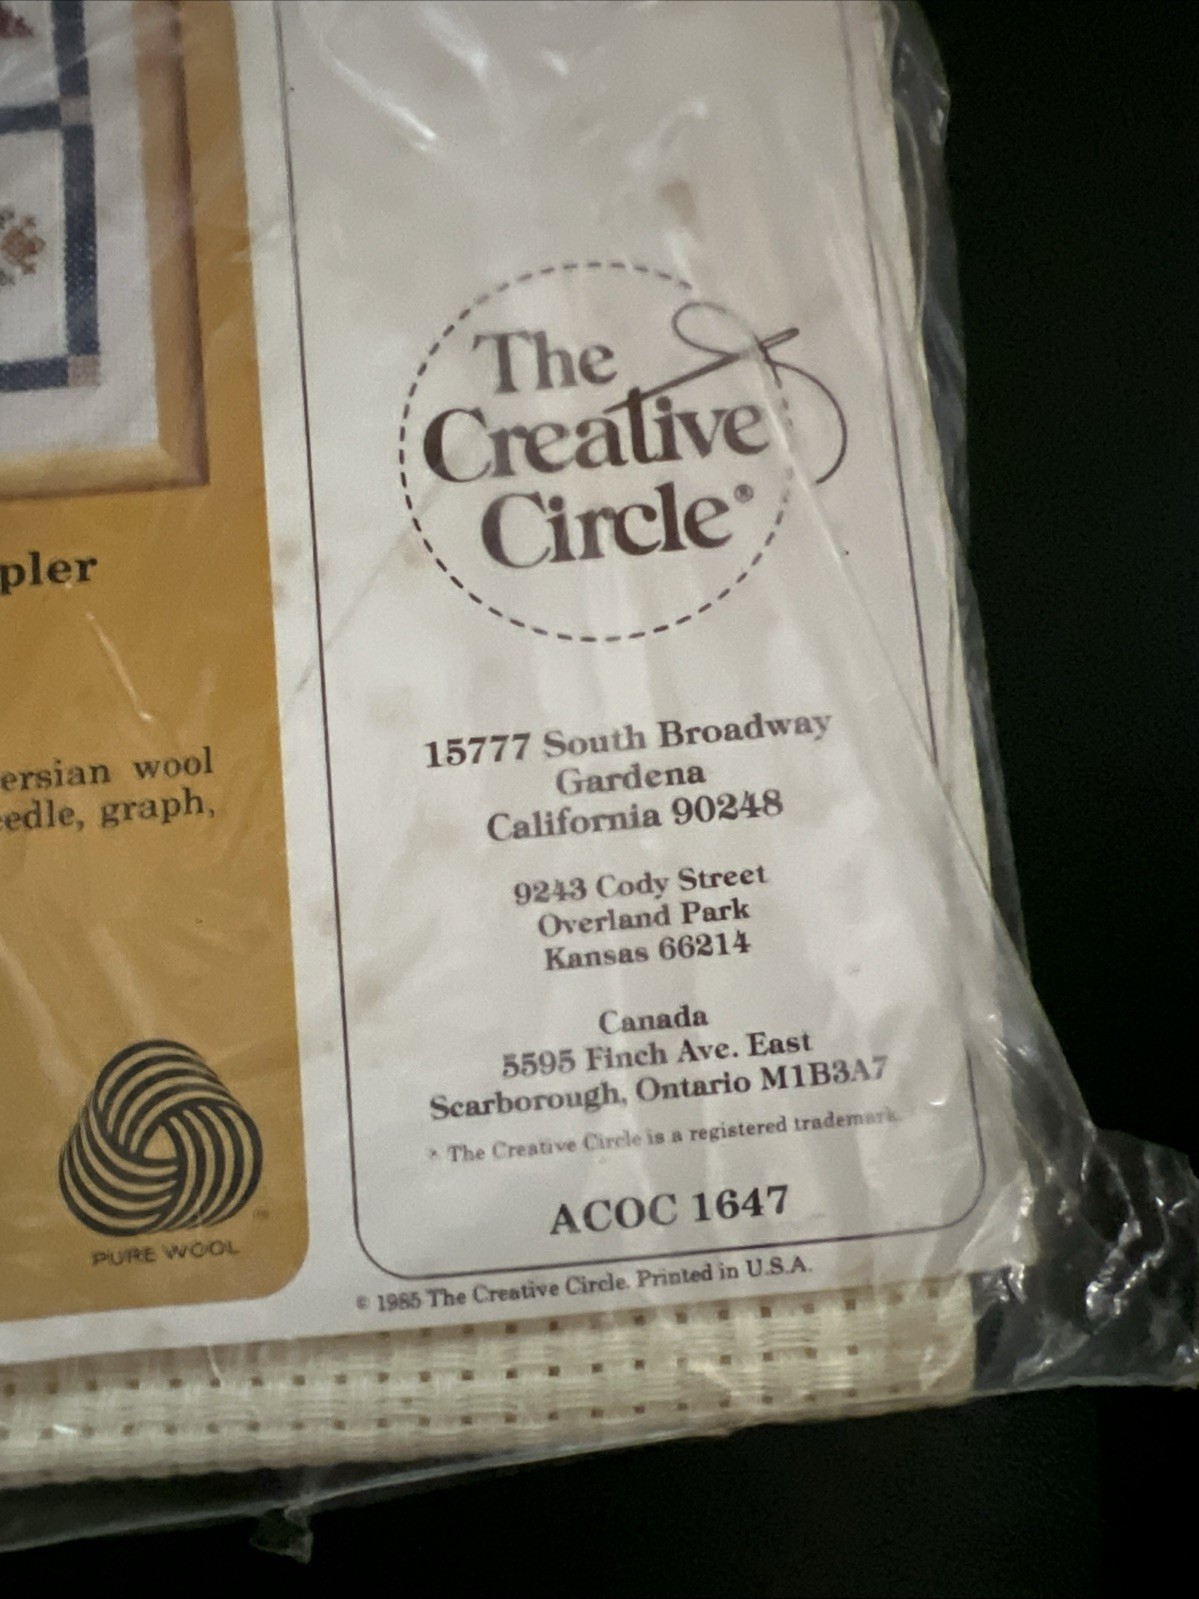 pler
ersian wool
eedle, graph,
PURE WOOL
The
Creative
Circle®
15777 South Broadway
Gardena
California 90248
9243 Cody Street
Overland Park
Kansas 66214
Canada
5595 Finch Ave. East
Scarborough, Ontario M1B3A7
The Creative Circle is a registered trademark.
ACOC 1647
© 1985 The Creative Circle. Printed in U.S.A.